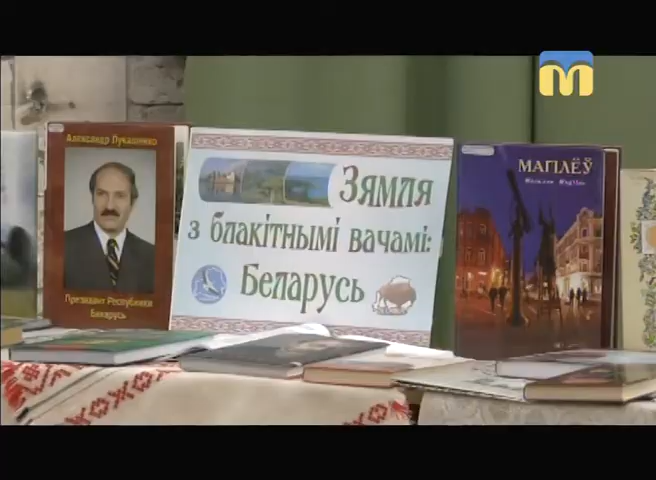 Александр Лукашенко
Президент Республики
Беларусь
Зямля
з блакітнымі вачамі:
Беларусь
МАГІЛЁЎ
m